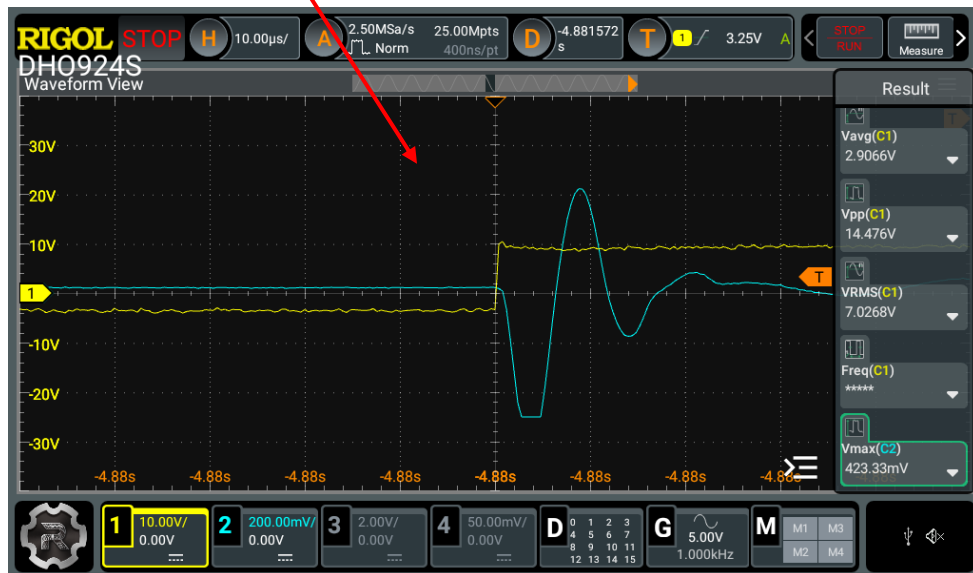 RIGOL STOP H 10.00µs/ A 2.50MSa/s 25.00Mpts D -4.881572 T 1 3.25V A < STOP >
Norm 400ns/pt s RUN Measure
DHO924S
Waveform View
Result
T
30V
20V
10V
1
-10V
-20V
-30V
T
-4.88s -4.88s -4.88s -4.88s -4.88s -4.88s -4.88s -4.88s
Vavg(C1)
2.9066V
Vpp(C1)
14.476V
VRMS(C1)
7.0268V
Freq(C1)
*****
Vmax(C2)
423.33mV
1 10.00V/ 2 200.00mV/ 3 2.00V/ 4 50.00mV/ D 0 1 2 3 G 5.00V M M1 M3
0.00V 0.00V 0.00V 0.00V 4 5 6 7 1.000kHz M2 M4
8 9 10 11
12 13 14 15
R